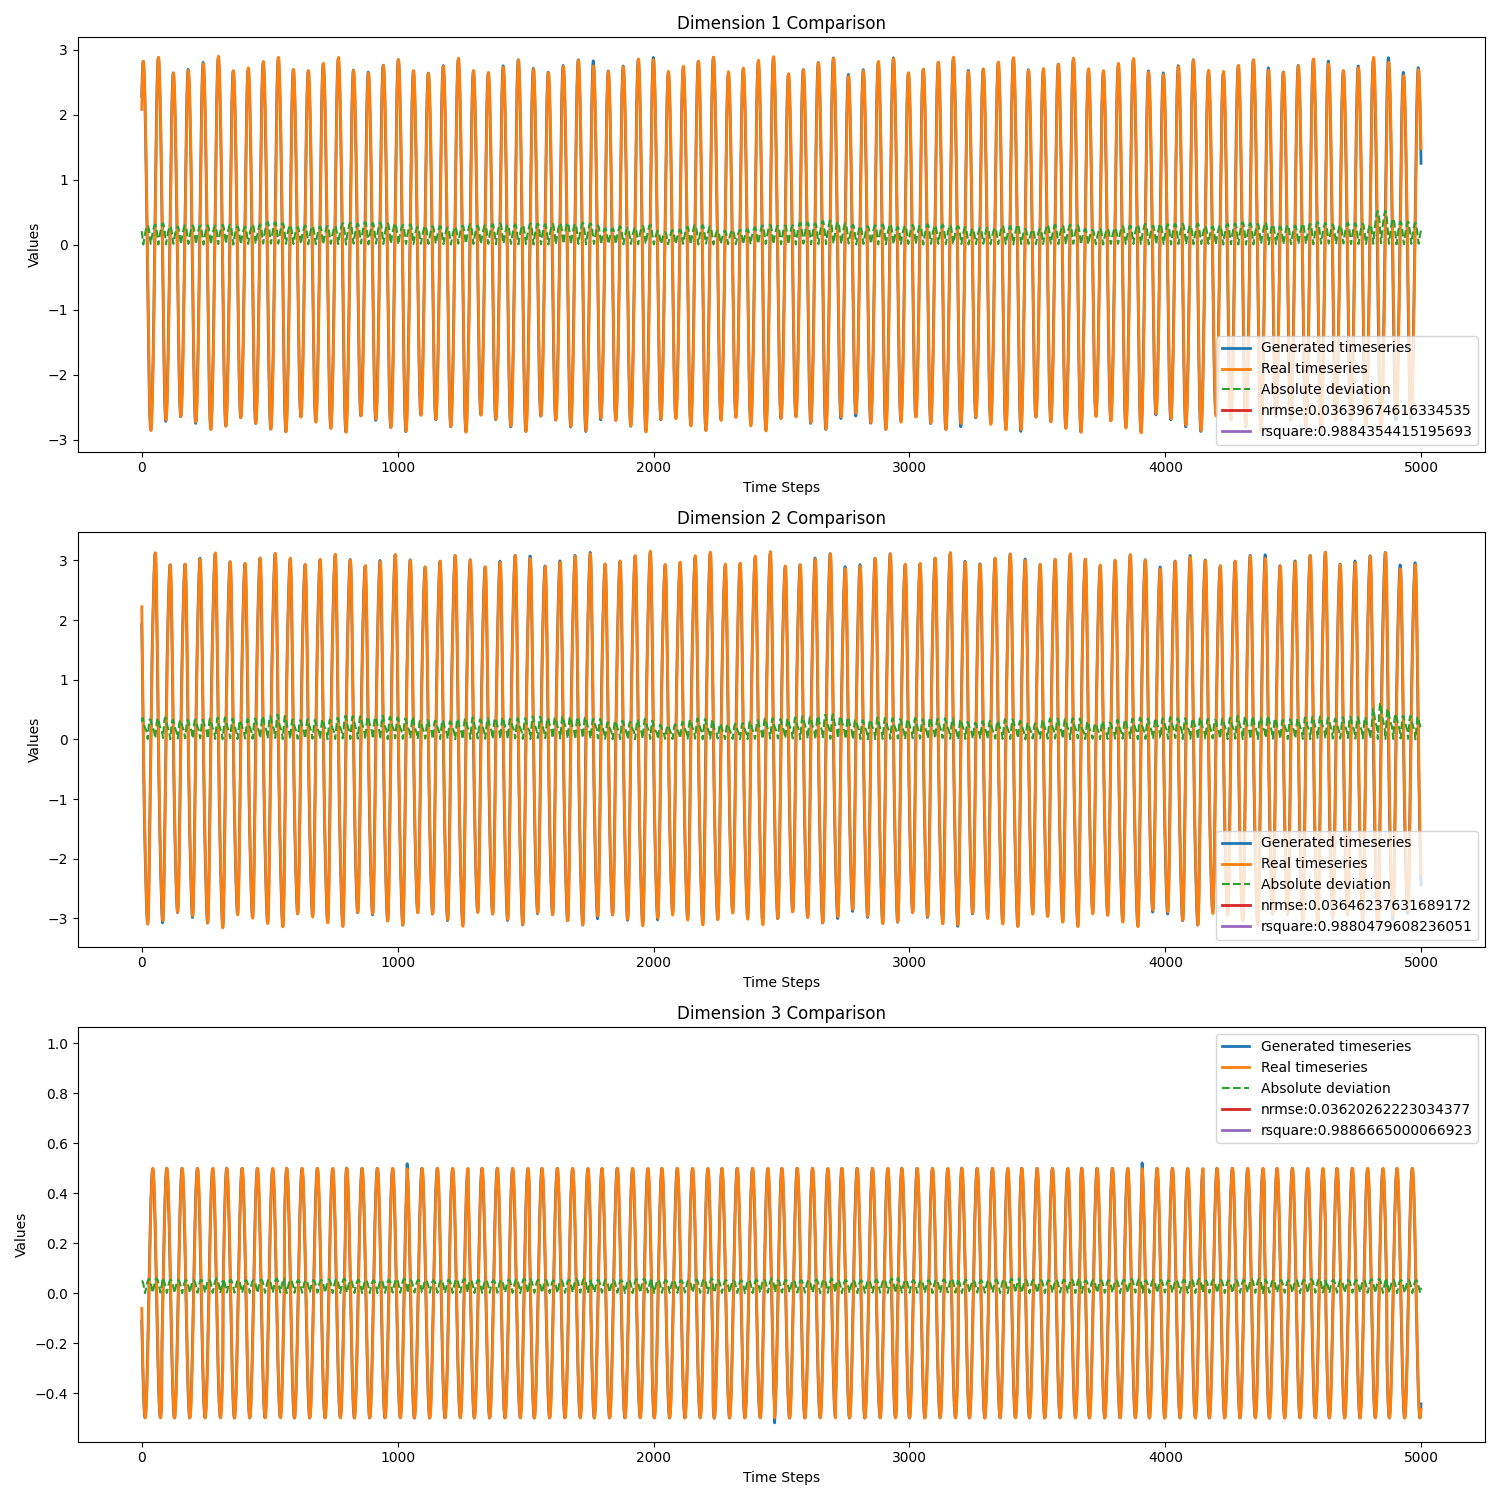 Dimension 1 Comparison
3
2
1
0
−1
−2
−3
Values
0
1000
2000
3000
4000
5000
Time Steps
Generated timeseries
Real timeseries
Absolute deviation
nrmse:0.03639674616334535
rsquare:0.9884354415195693
Dimension 2 Comparison
3
2
1
0
−1
−2
−3
Values
0
1000
2000
3000
4000
5000
Time Steps
Generated timeseries
Real timeseries
Absolute deviation
nrmse:0.03646237631689172
rsquare:0.9880479608236051
Dimension 3 Comparison
1.0
0.8
0.6
0.4
0.2
0.0
−0.2
−0.4
Values
0
1000
2000
3000
4000
5000
Time Steps
Generated timeseries
Real timeseries
Absolute deviation
nrmse:0.03620262223034377
rsquare:0.9886665000066923